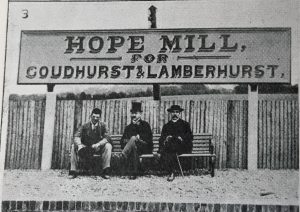 3
HOPE MILL,
FOR
GOUDHURST & LAMBERHURST,